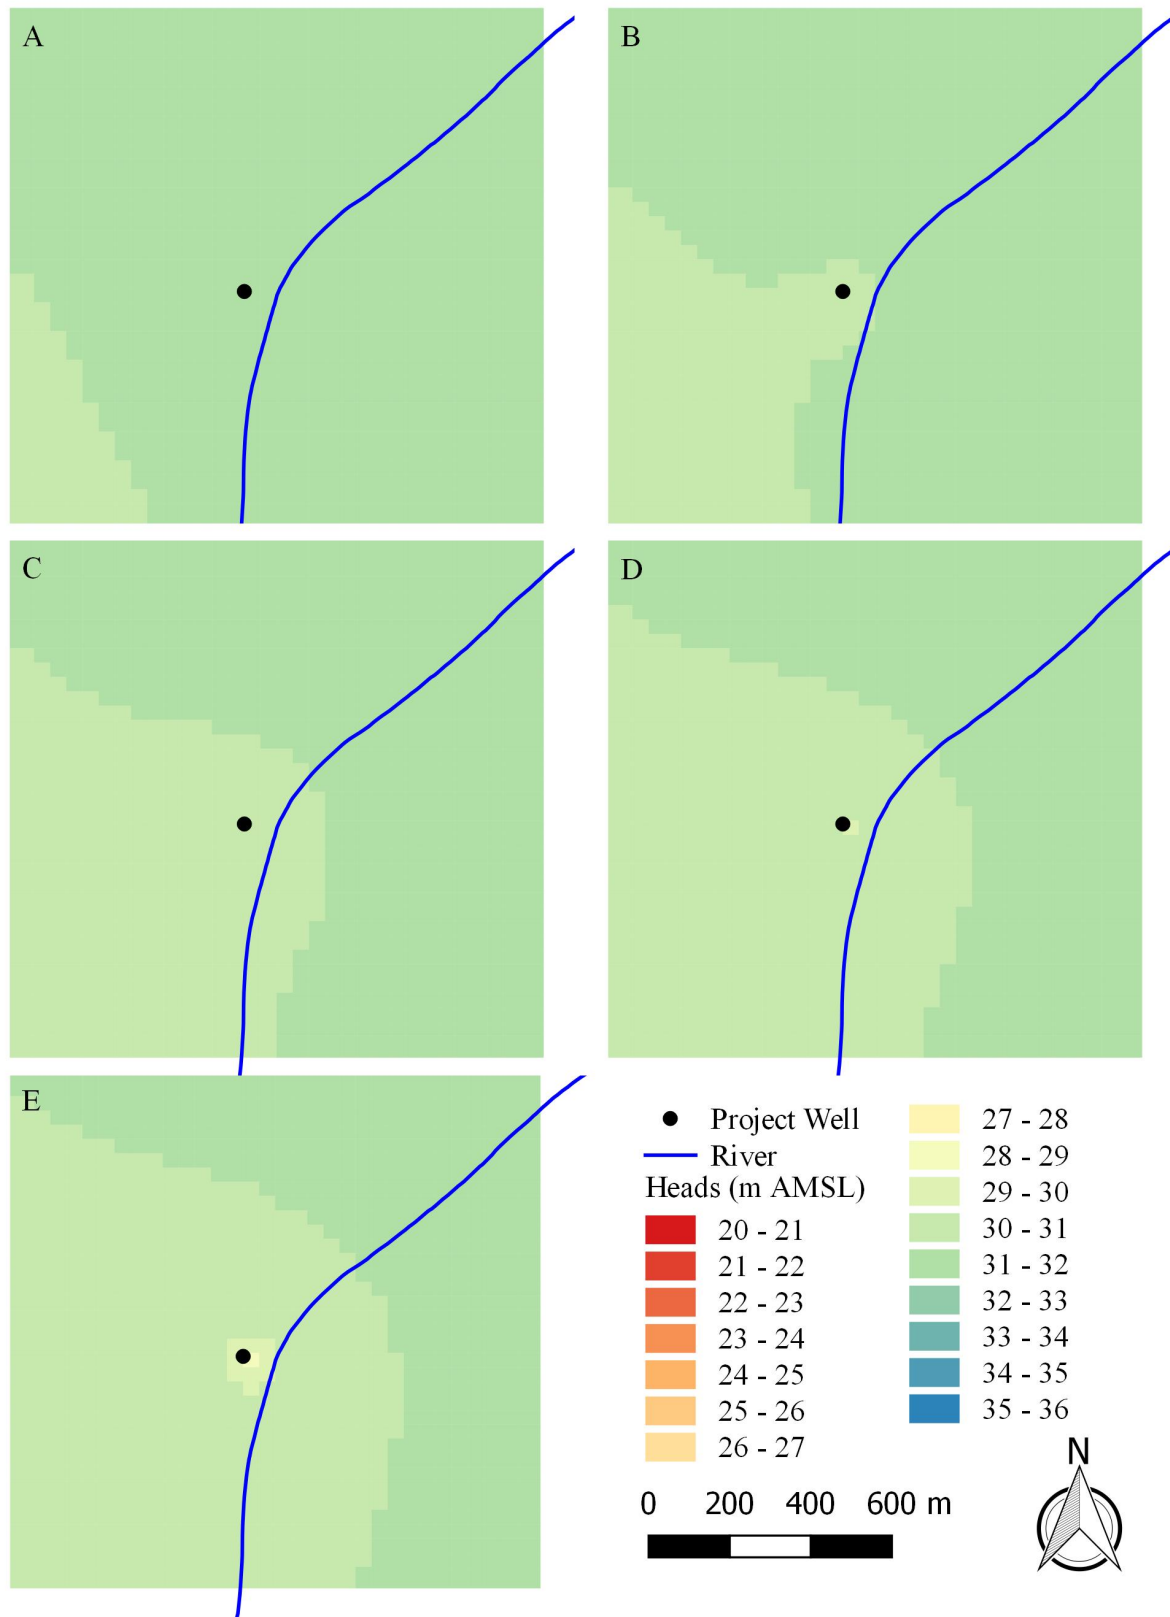 A
B
C
D
E
Project Well
River
Heads (m AMSL)
20 - 21
21 - 22
22 - 23
23 - 24
24 - 25
25 - 26
26 - 27
27 - 28
28 - 29
29 - 30
30 - 31
31 - 32
32 - 33
33 - 34
34 - 35
35 - 36
0 200 400 600 m
N